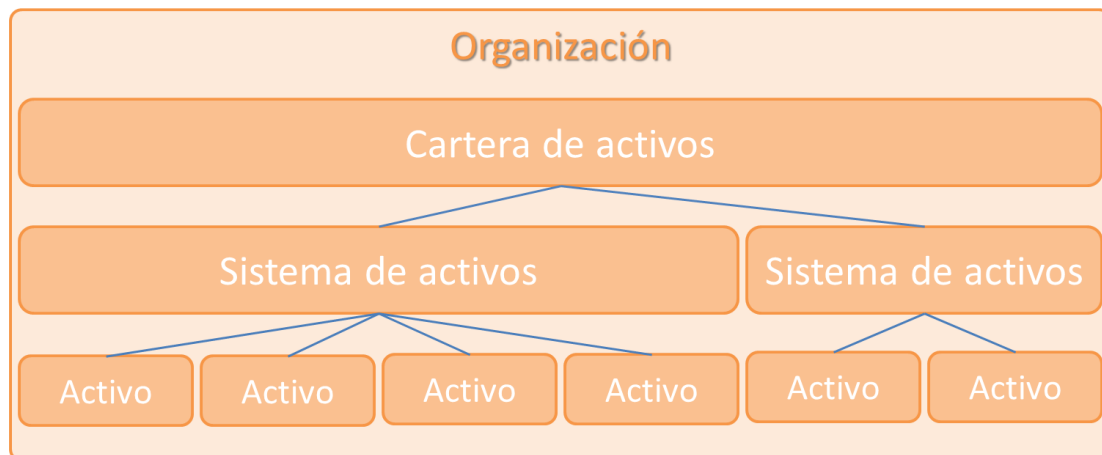 Organización
Cartera de activos
Sistema de activos
Sistema de activos
Activo
Activo
Activo
Activo
Activo
Activo